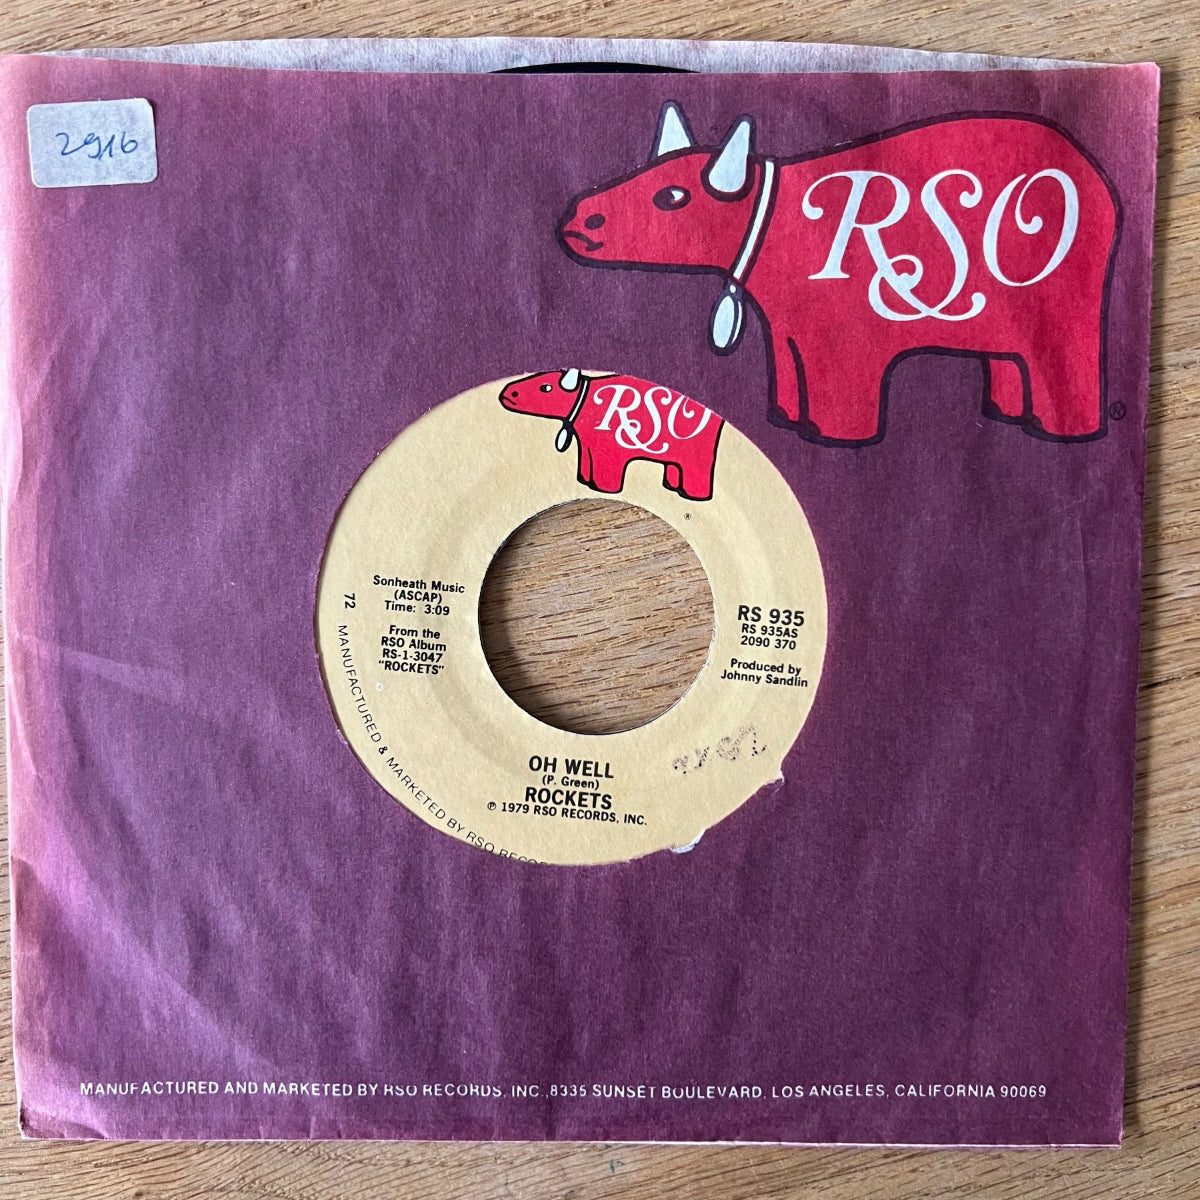 2916
RSO
®
RSO
®
Sonheath Music
(ASCAP)
Time: 3:09
From the
RSO Album
RS-1-3047
"ROCKETS"
RS 935
RS 935AS
2090 370
Produced by
Johnny Sandlin
72 MANUFACTURED & MARKETED BY RSO RECO
OH WELL
(P. Green)
ROCKETS
℗ 1979 RSO RECORDS, INC.
MANUFACTURED AND MARKETED BY RSO RECORDS, INC.,8335 SUNSET BOULEVARD, LOS ANGELES, CALIFORNIA 90069